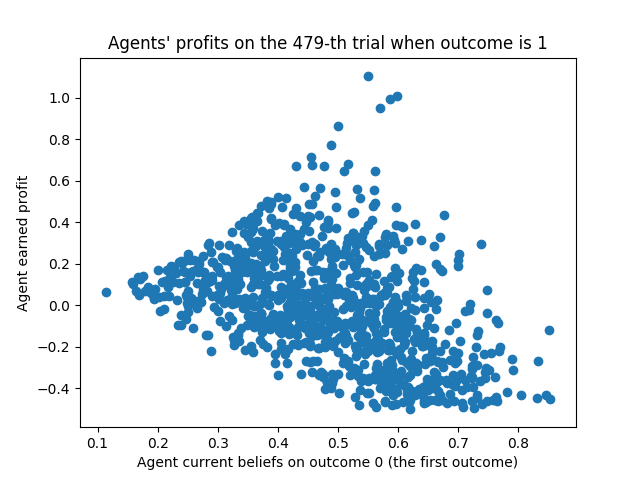 Agents' profits on the 479-th trial when outcome is 1
Agent earned profit
1.0
0.8
0.6
0.4
0.2
0.0
−0.2
−0.4
0.1 0.2 0.3 0.4 0.5 0.6 0.7 0.8
Agent current beliefs on outcome 0 (the first outcome)